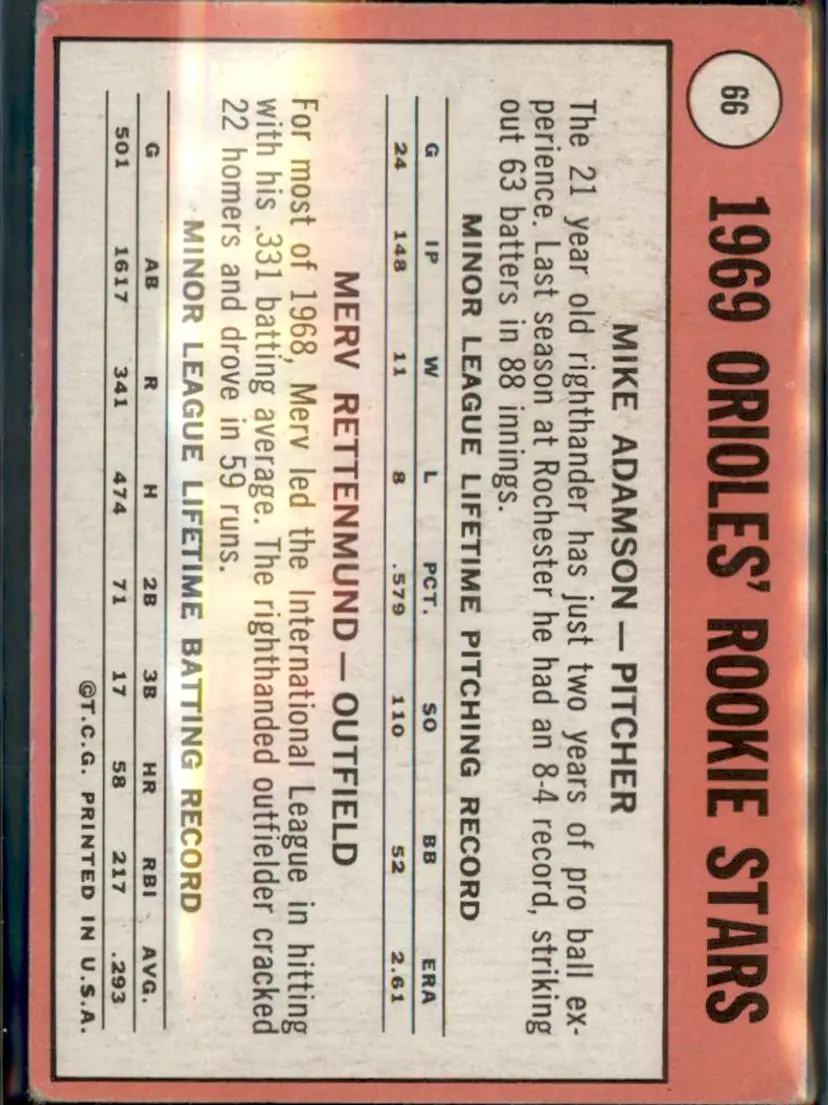 66
1969 ORIOLES' ROOKIE STARS
MIKE ADAMSON — PITCHER
The 21 year old righthander has just two years of pro ball ex-
perience. Last season at Rochester he had an 8-4 record, striking
out 63 batters in 88 innings.
MINOR LEAGUE LIFETIME PITCHING RECORD
G IP W L PCT. SO BB ERA
24 148 11 8 .579 110 52 2.61
MERV RETTENMUND — OUTFIELD
For most of 1968, Merv led the International League in hitting
with his .331 batting average. The righthanded outfielder cracked
22 homers and drove in 59 runs.
MINOR LEAGUE LIFETIME BATTING RECORD
G AB R H 2B 3B HR RBI AVG.
501 1617 341 474 71 17 58 217 .293
©T.C.G. PRINTED IN U.S.A.